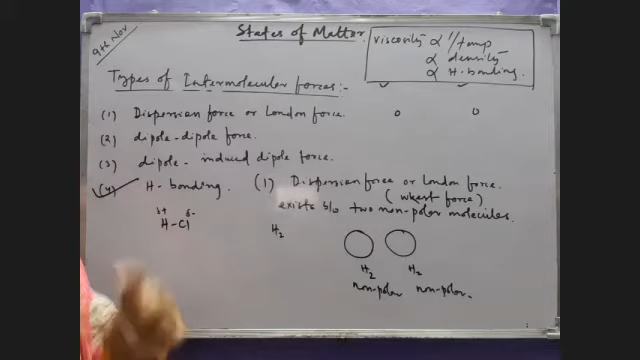 9th Nov
States of Matter.
viscosity α 1/temp
α density
α H-bonding.
Types of Intermolecular forces:-
(1) Dispersian force or London force.
(2) dipole-dipole force.
(3) dipole-induced dipole force.
(4) H-bonding.
δ+ δ-
H-Cl
(1) Dispersion force or London force.
(wkest force)
exists b/w two non-polar molecules.
H2
H2 H2
non-polar non-polar.